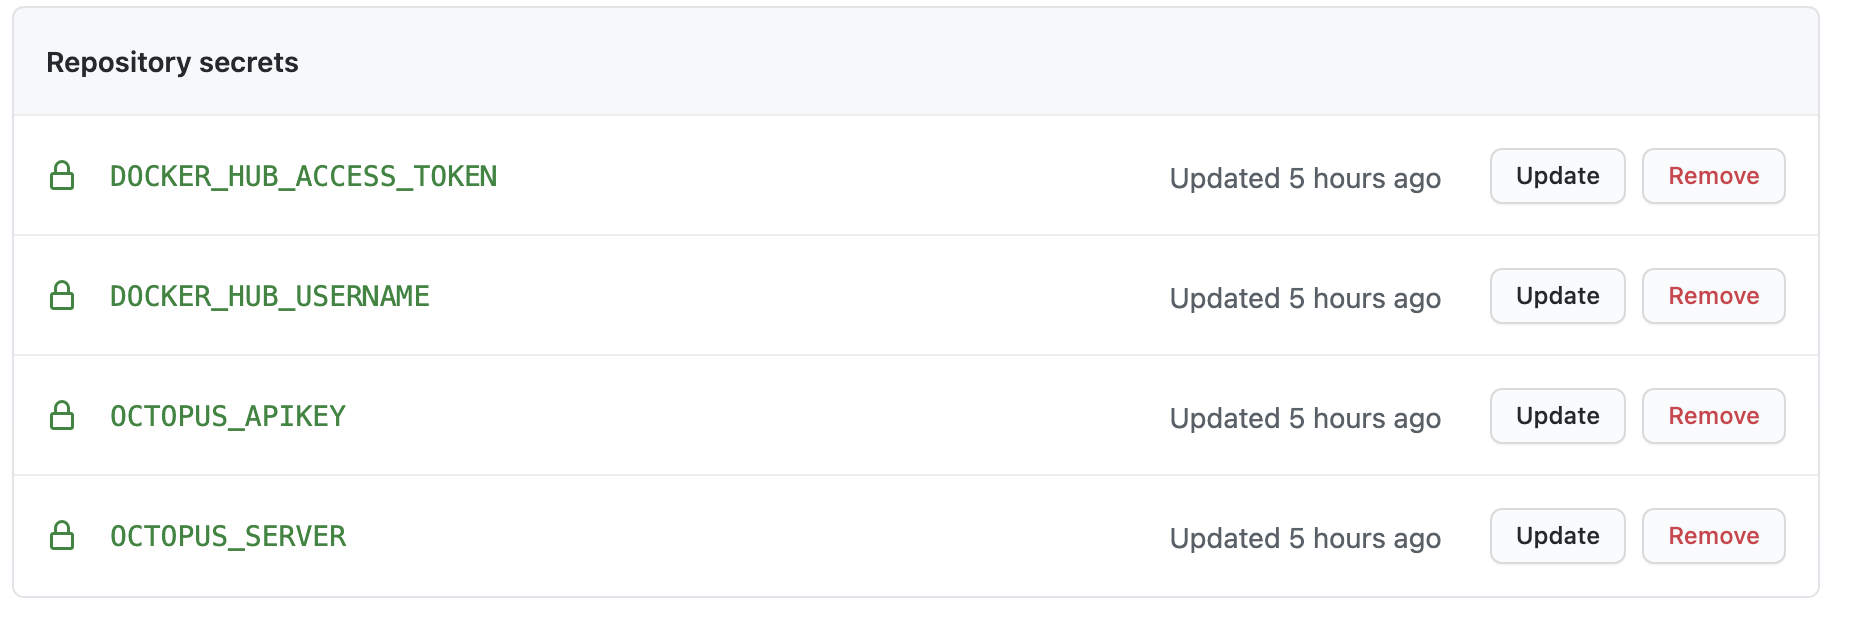 Repository secrets
DOCKER_HUB_ACCESS_TOKEN Updated 5 hours ago Update Remove
DOCKER_HUB_USERNAME Updated 5 hours ago Update Remove
OCTOPUS_APIKEY Updated 5 hours ago Update Remove
OCTOPUS_SERVER Updated 5 hours ago Update Remove